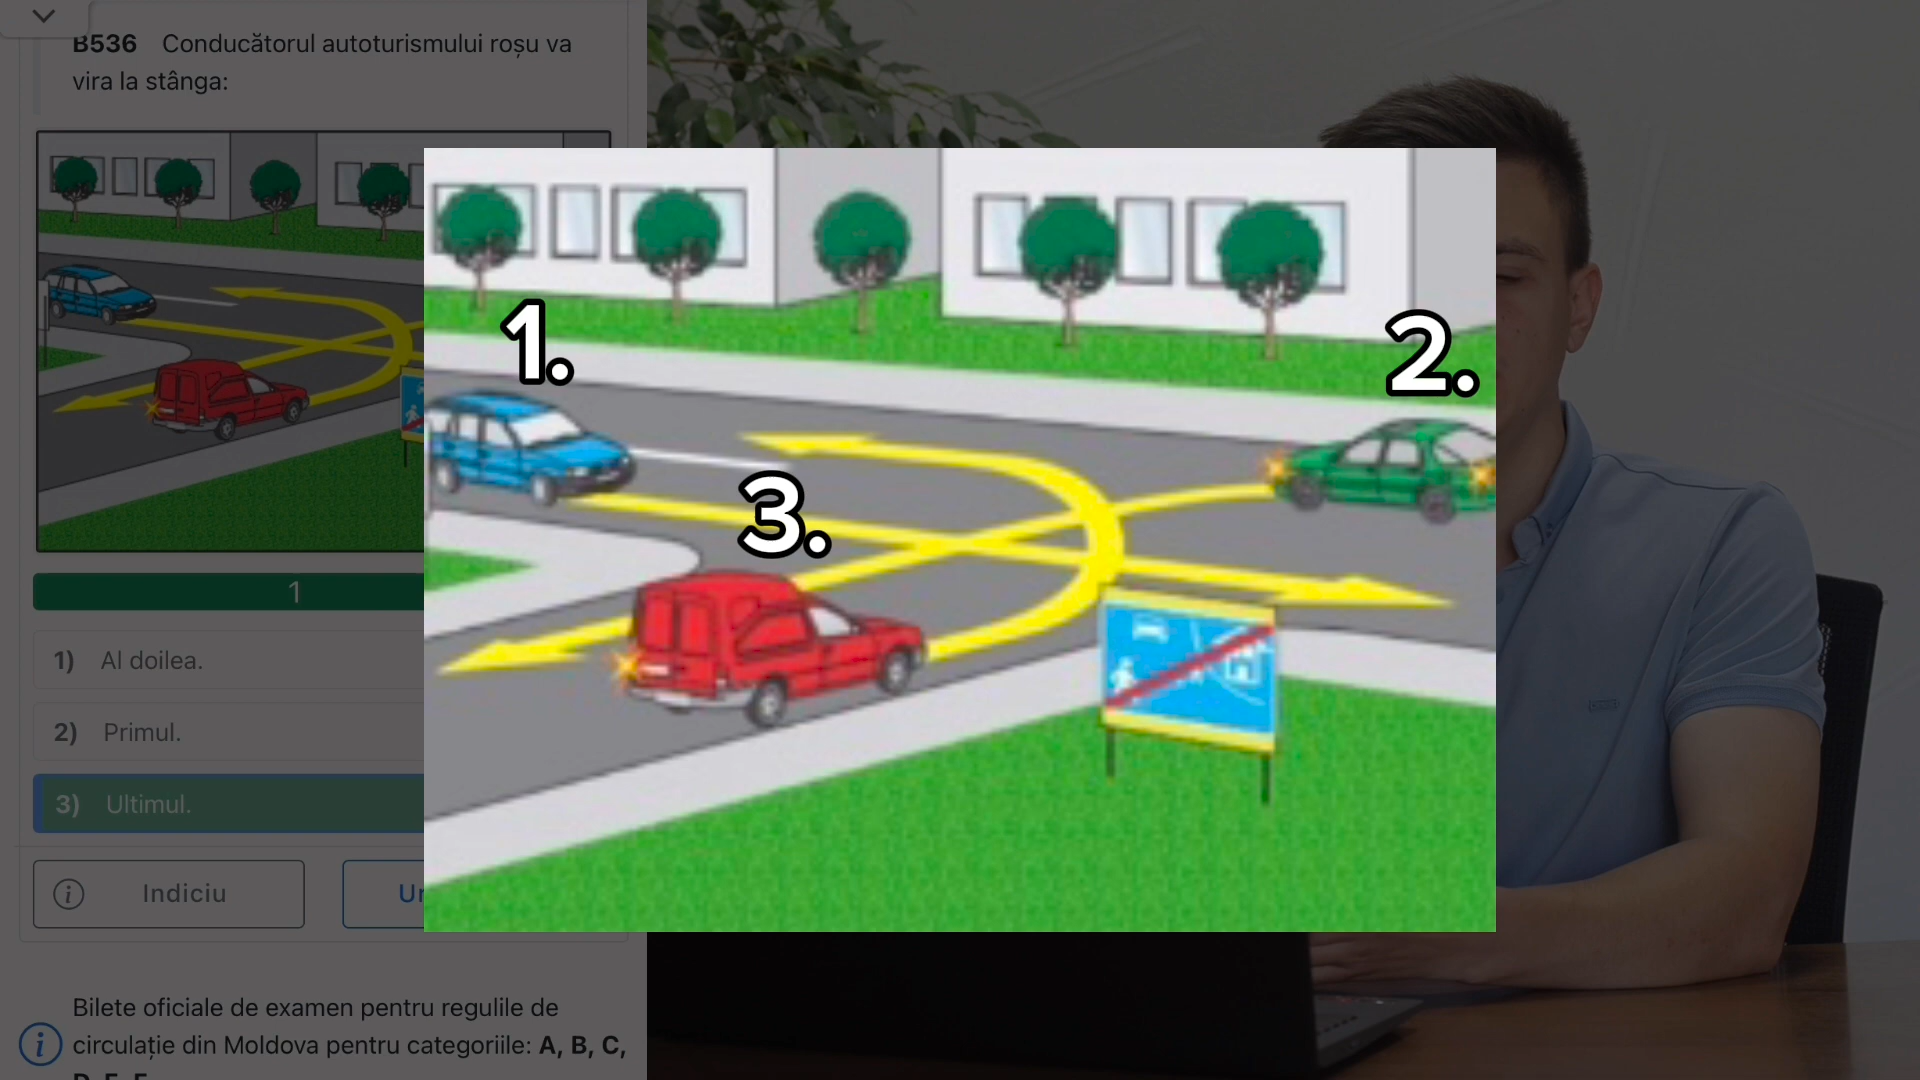 B536 Conducătorul autoturismului roșu va
vira la stânga:
1.
2.
3.
1
1) Al doilea.
2) Primul.
3) Ultimul.
Indiciu
Bilete oficiale de examen pentru regulile de
circulație din Moldova pentru categoriile: A, B, C,